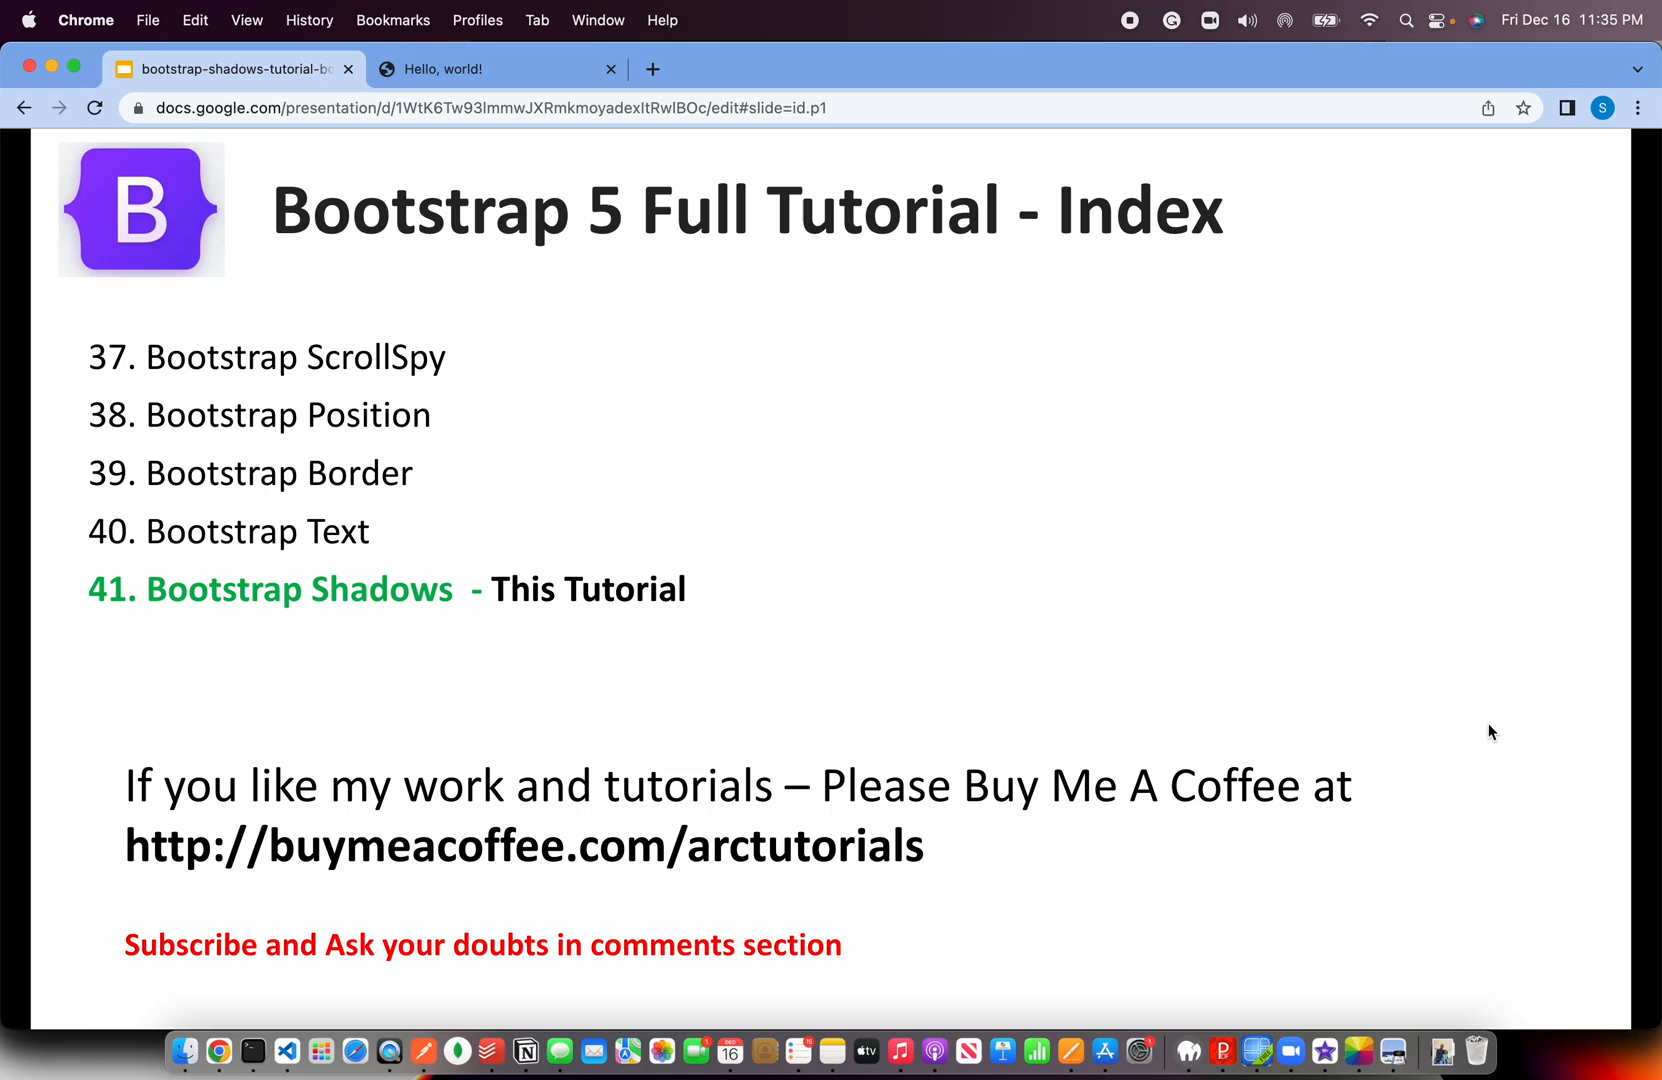 Chrome File Edit View History Bookmarks Profiles Tab Window Help Fri Dec 16 11:35 PM
bootstrap-shadows-tutorial-bo Hello, world!
docs.google.com/presentation/d/1WtK6Tw93lmmwJXRmkmoyadexItRwlBOc/edit#slide=id.p1 S
B
Bootstrap 5 Full Tutorial - Index
37. Bootstrap ScrollSpy
38. Bootstrap Position
39. Bootstrap Border
40. Bootstrap Text
41. Bootstrap Shadows - This Tutorial
If you like my work and tutorials – Please Buy Me A Coffee at
http://buymeacoffee.com/arctutorials
Subscribe and Ask your doubts in comments section